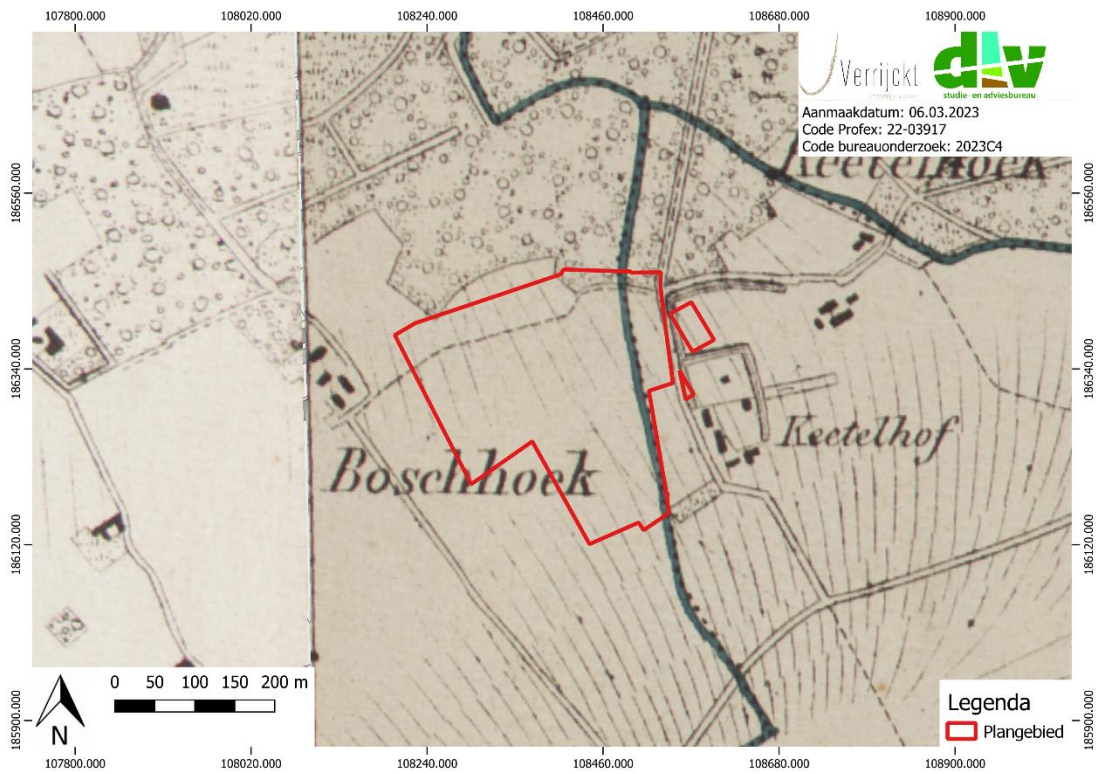 107800.000 108020.000 108240.000 108460.000 108680.000 108900.000
Verrijckt
dlv
studie- en adviesbureau
Aanmaakdatum: 06.03.2023
Code Profex: 22-03917
Code bureauonderzoek: 2023C4
Keetelhoek
186560.000 186560.000
186340.000 186340.000
Keetelhof
Boschhoek
186120.000 186120.000
0 50 100 150 200 m
N
Legenda
Plangebied
185900.000 185900.000
107800.000 108020.000 108240.000 108460.000 108680.000 108900.000